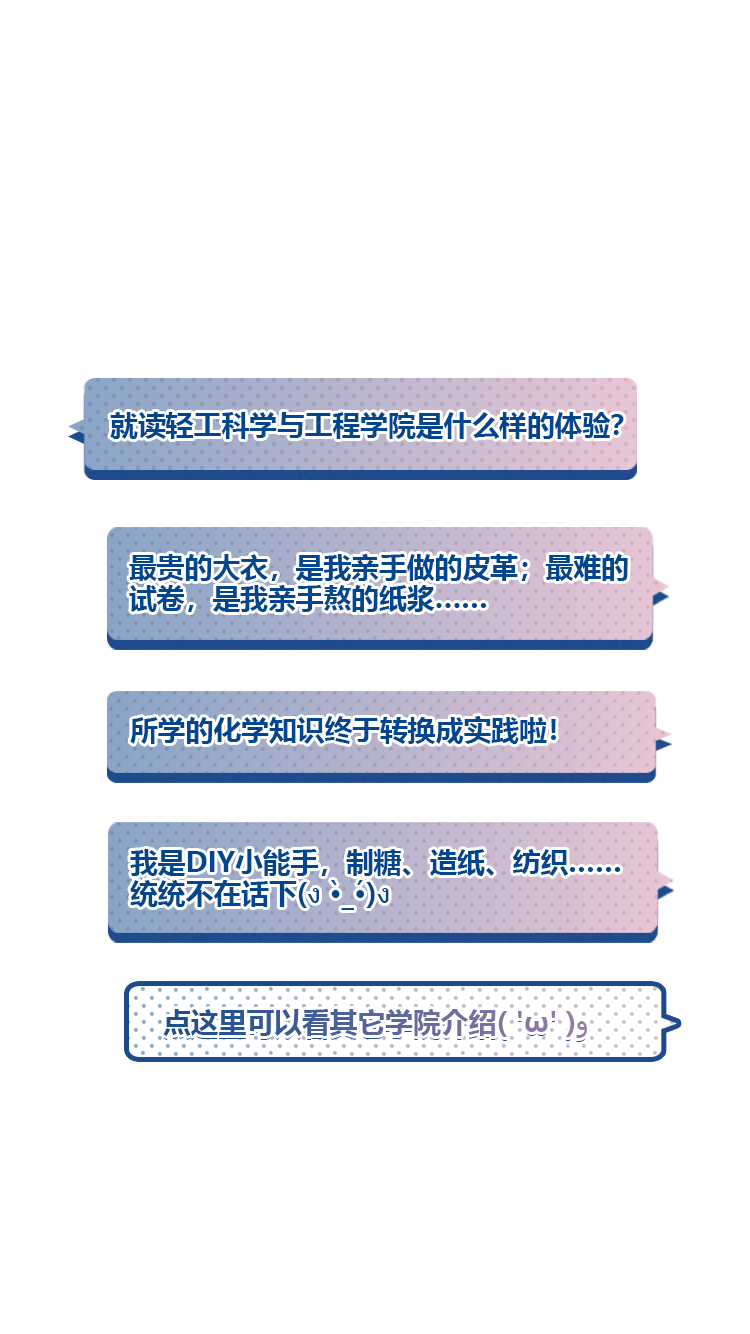 就读轻工科学与工程学院是什么样的体验?
最贵的大衣，是我亲手做的皮革；最难的
试卷，是我亲手熬的纸浆……
所学的化学知识终于转换成实践啦！
我是DIY小能手，制糖、造纸、纺织……
统统不在话下(ง •̀_•́)ง
点这里可以看其它学院介绍( 'ω' )و